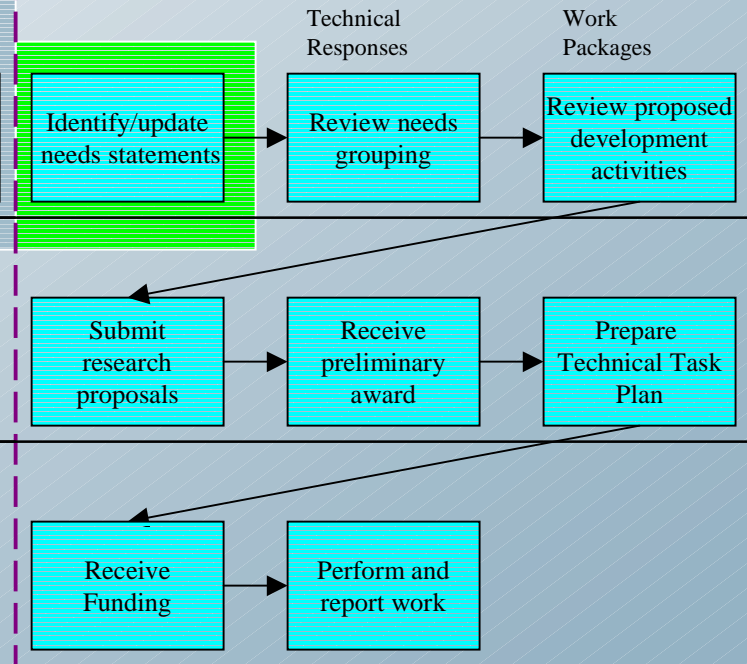 Technical
Responses
Work
Packages
Identify/update
needs statements
Review needs
grouping
Review proposed
development
activities
Submit
research
proposals
Receive
preliminary
award
Prepare
Technical Task
Plan
Receive
Funding
Perform and
report work